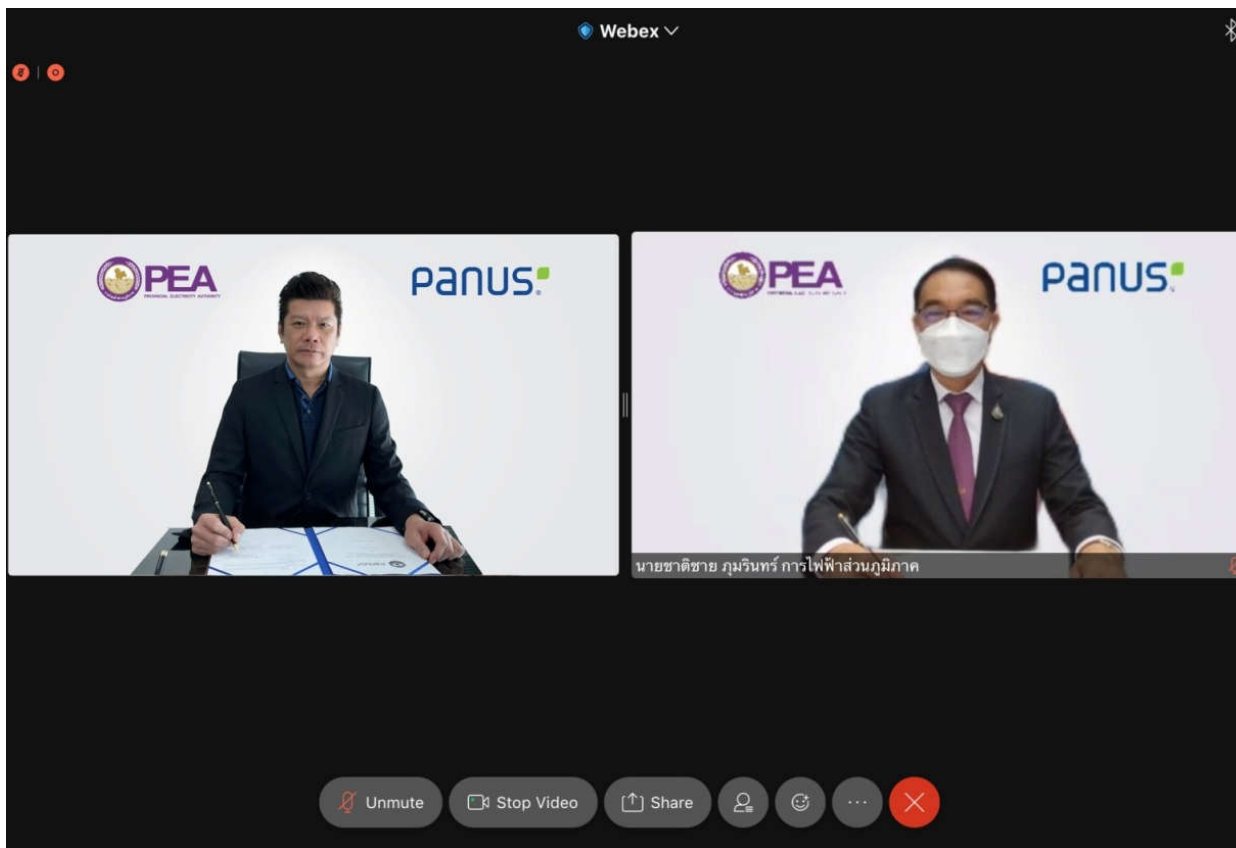 Webex
PEA
PROVINCIAL ELECTRICITY AUTHORITY
Panus
PEA
Panus
นายชาติชาย ภุมรินทร์ การไฟฟ้าส่วนภูมิภาค
Unmute
Stop Video
Share